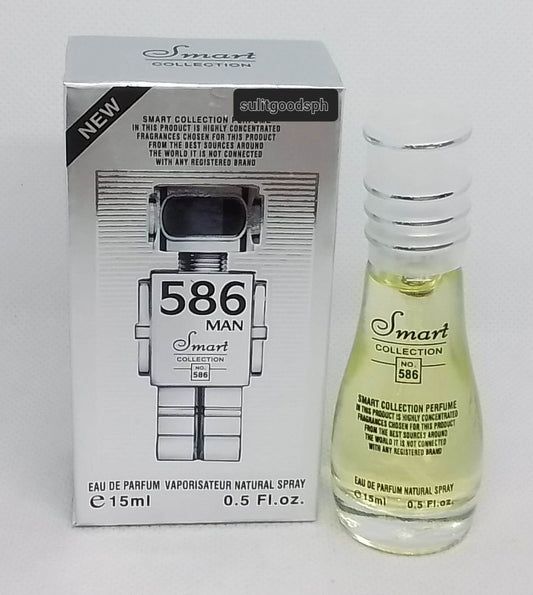 Smart
COLLECTION
sulitgoodsph
NEW
SMART COLLECTION PERFUME
IN THIS PRODUCT IS HIGHLY CONCENTRATED
FRAGRANCES CHOSEN FOR THIS PRODUCT
FROM THE BEST SOURCES AROUND
THE WORLD IT IS NOT CONNECTED
WITH ANY REGISTERED BRAND
586
MAN
Smart
COLLECTION
NO.
586
EAU DE PARFUM VAPORISATEUR NATURAL SPRAY
℮15ml 0.5 Fl.oz.
Smart
COLLECTION
NO.
586
SMART COLLECTION PERFUME
IN THIS PRODUCT IS HIGHLY CONCENTRATED
FRAGRANCES CHOSEN FOR THIS PRODUCT
FROM THE BEST SOURCES AROUND
THE WORLD IT IS NOT CONNECTED
WITH ANY REGISTERED BRAND
EAU DE PARFUM NATURAL SPRAY
℮15ml 0.5 Fl.oz.